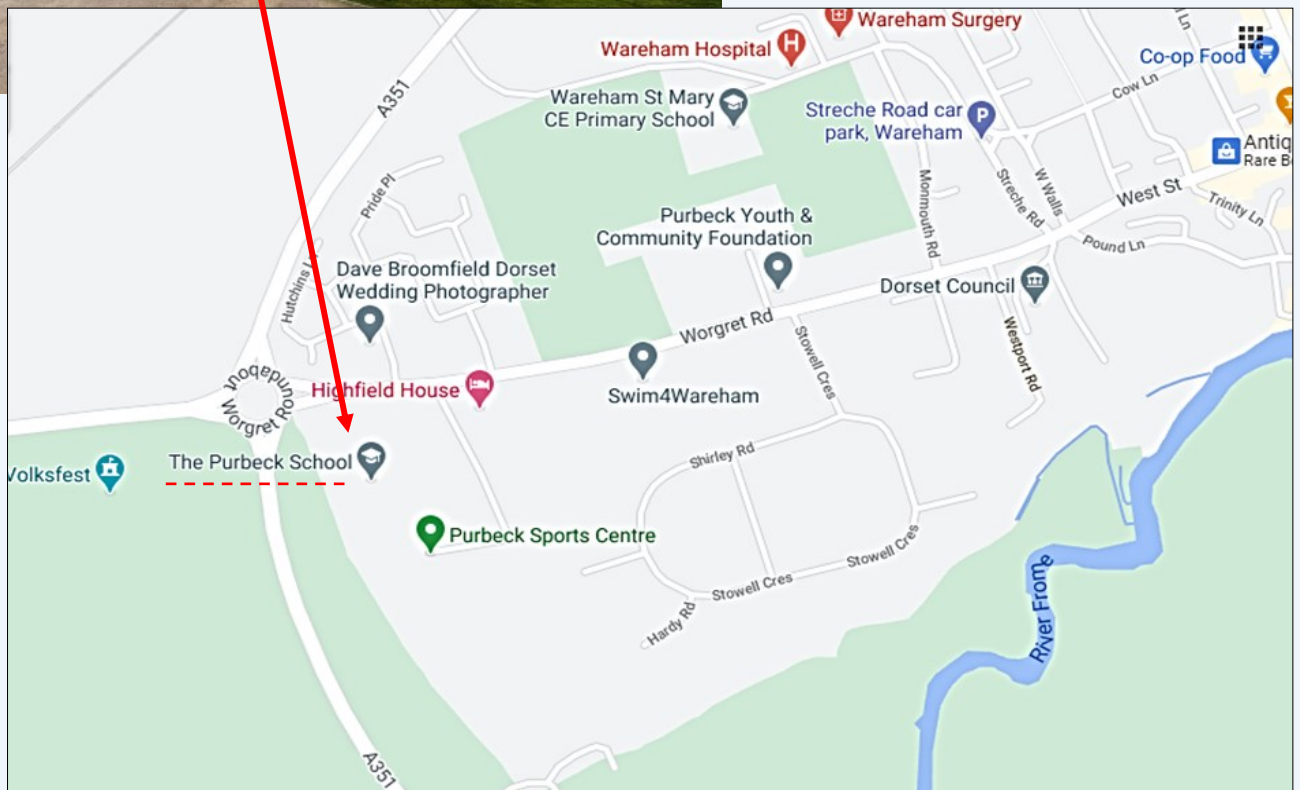 Wareham Surgery
Wareham Hospital
Co-op Food
A351
Cow Ln
Wareham St Mary
CE Primary School
Streche Road car
park, Wareham
Antiq
Rare B
Pride Pl
Monmouth Rd
Streche Rd
W Walls
West St
Trinity Ln
Purbeck Youth &
Community Foundation
Pound Ln
Hutchins L
Dave Broomfield Dorset
Wedding Photographer
Dorset Council
Worgret Rd
Westport Rd
Stowell Cres
Worgret Roundabout
Highfield House
Swim4Wareham
The Purbeck School
Volksfest
Shirley Rd
Purbeck Sports Centre
Stowell Cres
Stowell Cres
River Frome
Hardy Rd
A351